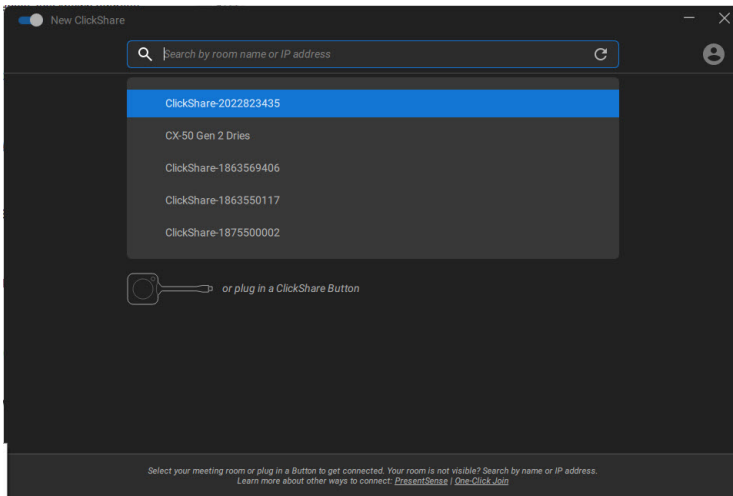 New ClickShare
Search by room name or IP address
ClickShare-2022823435
CX-50 Gen 2 Dries
ClickShare-1863569406
ClickShare-1863550117
ClickShare-1875500002
or plug in a ClickShare Button
Select your meeting room or plug in a Button to get connected. Your room is not visible? Search by name or IP address.
Learn more about other ways to connect: PresentSense | One-Click Join